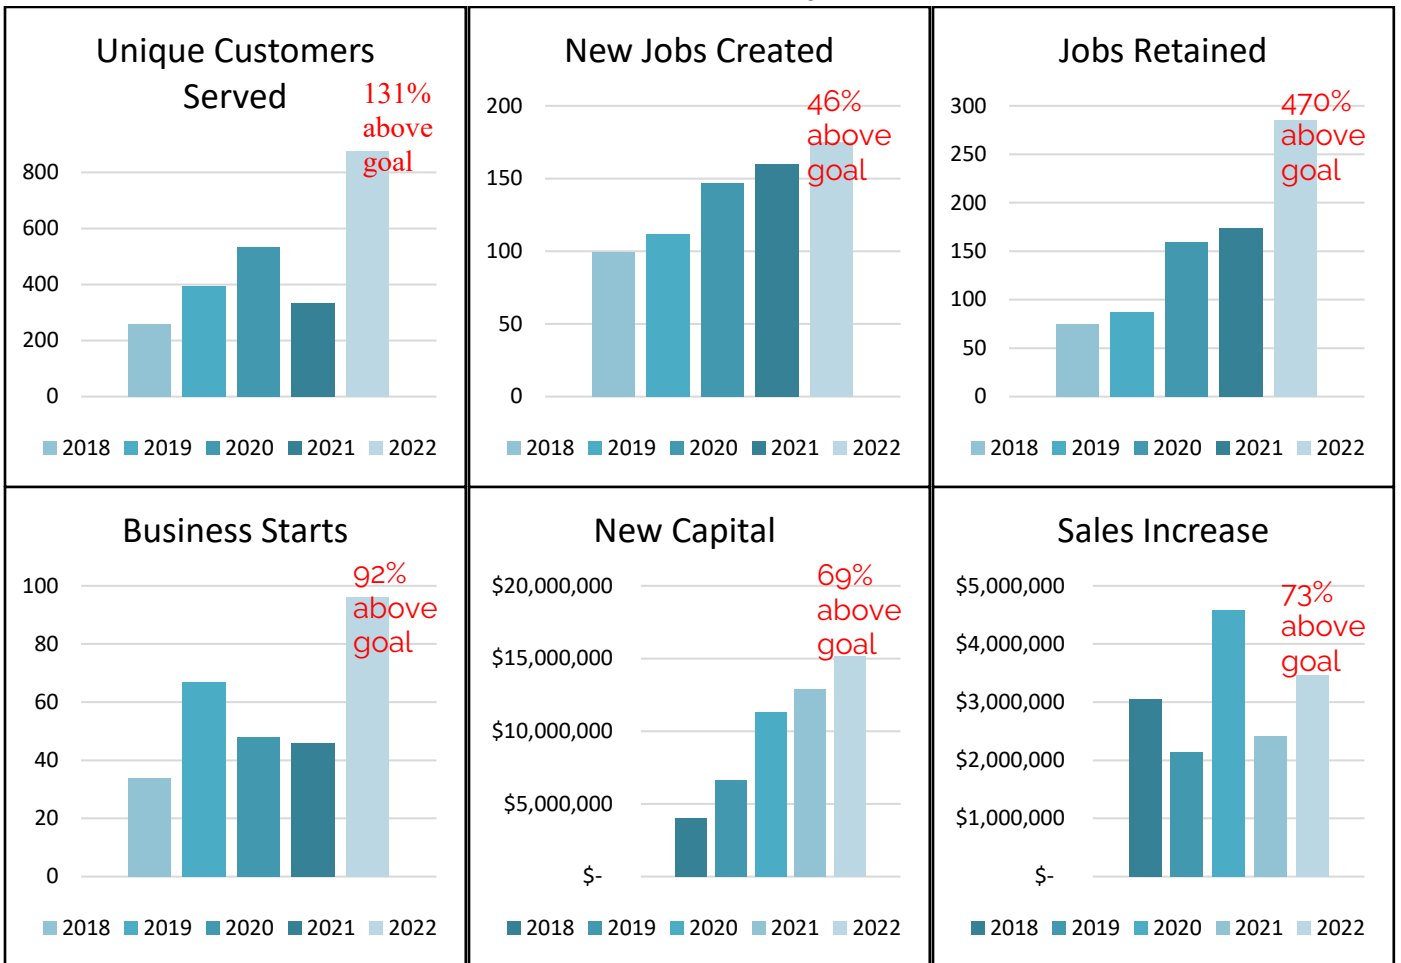 Unique Customers
Served
131%
above
goal
800
600
400
200
0
2018 2019 2020 2021 2022
New Jobs Created
46%
above
goal
200
150
100
50
0
2018 2019 2020 2021 2022
Jobs Retained
470%
above
goal
300
250
200
150
100
50
0
2018 2019 2020 2021 2022
Business Starts
92%
above
goal
100
80
60
40
20
0
2018 2019 2020 2021 2022
New Capital
69%
above
goal
$20,000,000
$15,000,000
$10,000,000
$5,000,000
$-
2018 2019 2020 2021 2022
Sales Increase
73%
above
goal
$5,000,000
$4,000,000
$3,000,000
$2,000,000
$1,000,000
$-
2018 2019 2020 2021 2022